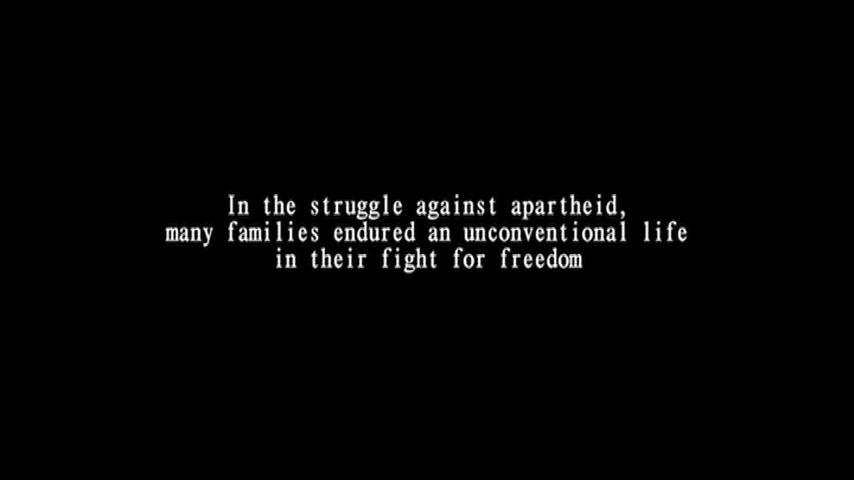 In the struggle against apartheid,
many families endured an unconventional life
in their fight for freedom